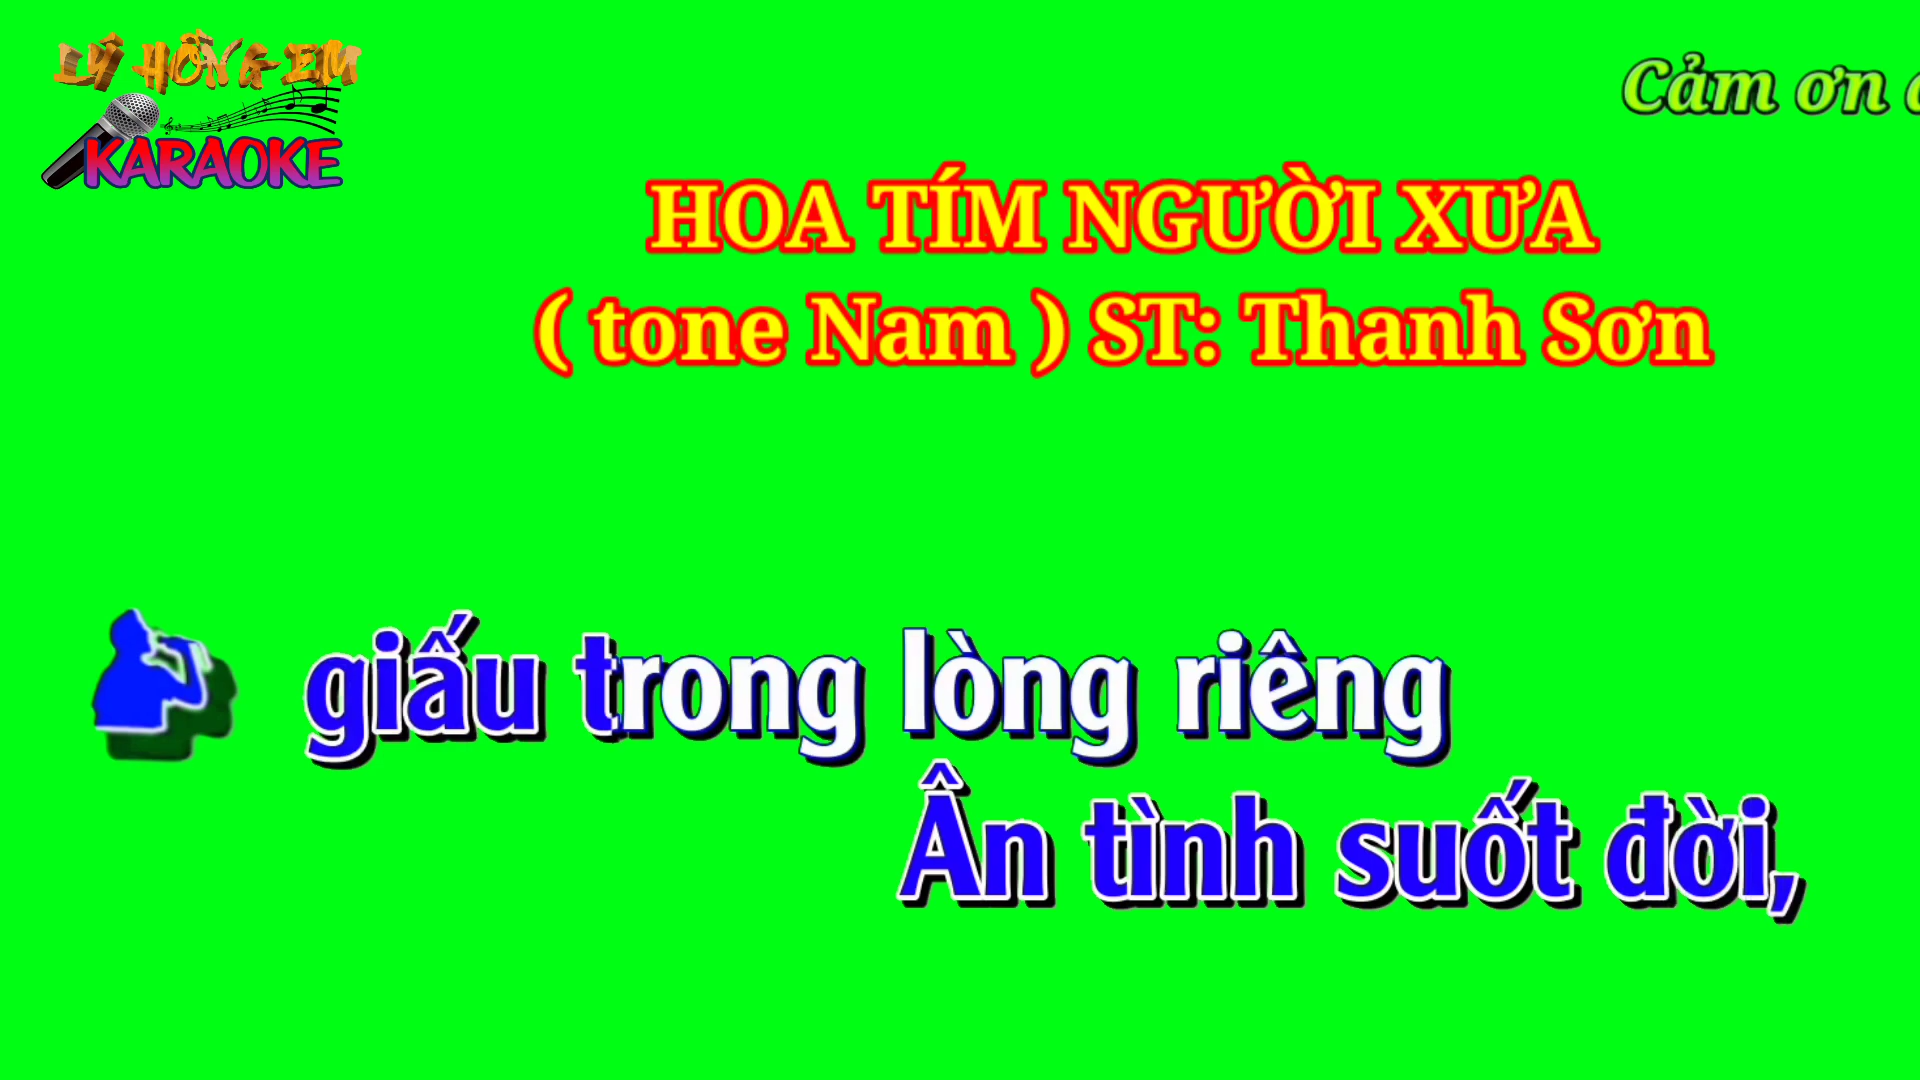 LÝ HỒNG EM
KARAOKE
Cảm ơn
HOA TÍM NGƯỜI XƯA
( tone Nam ) ST: Thanh Sơn
giấu trong lòng riêng
Ân tình suốt đời,